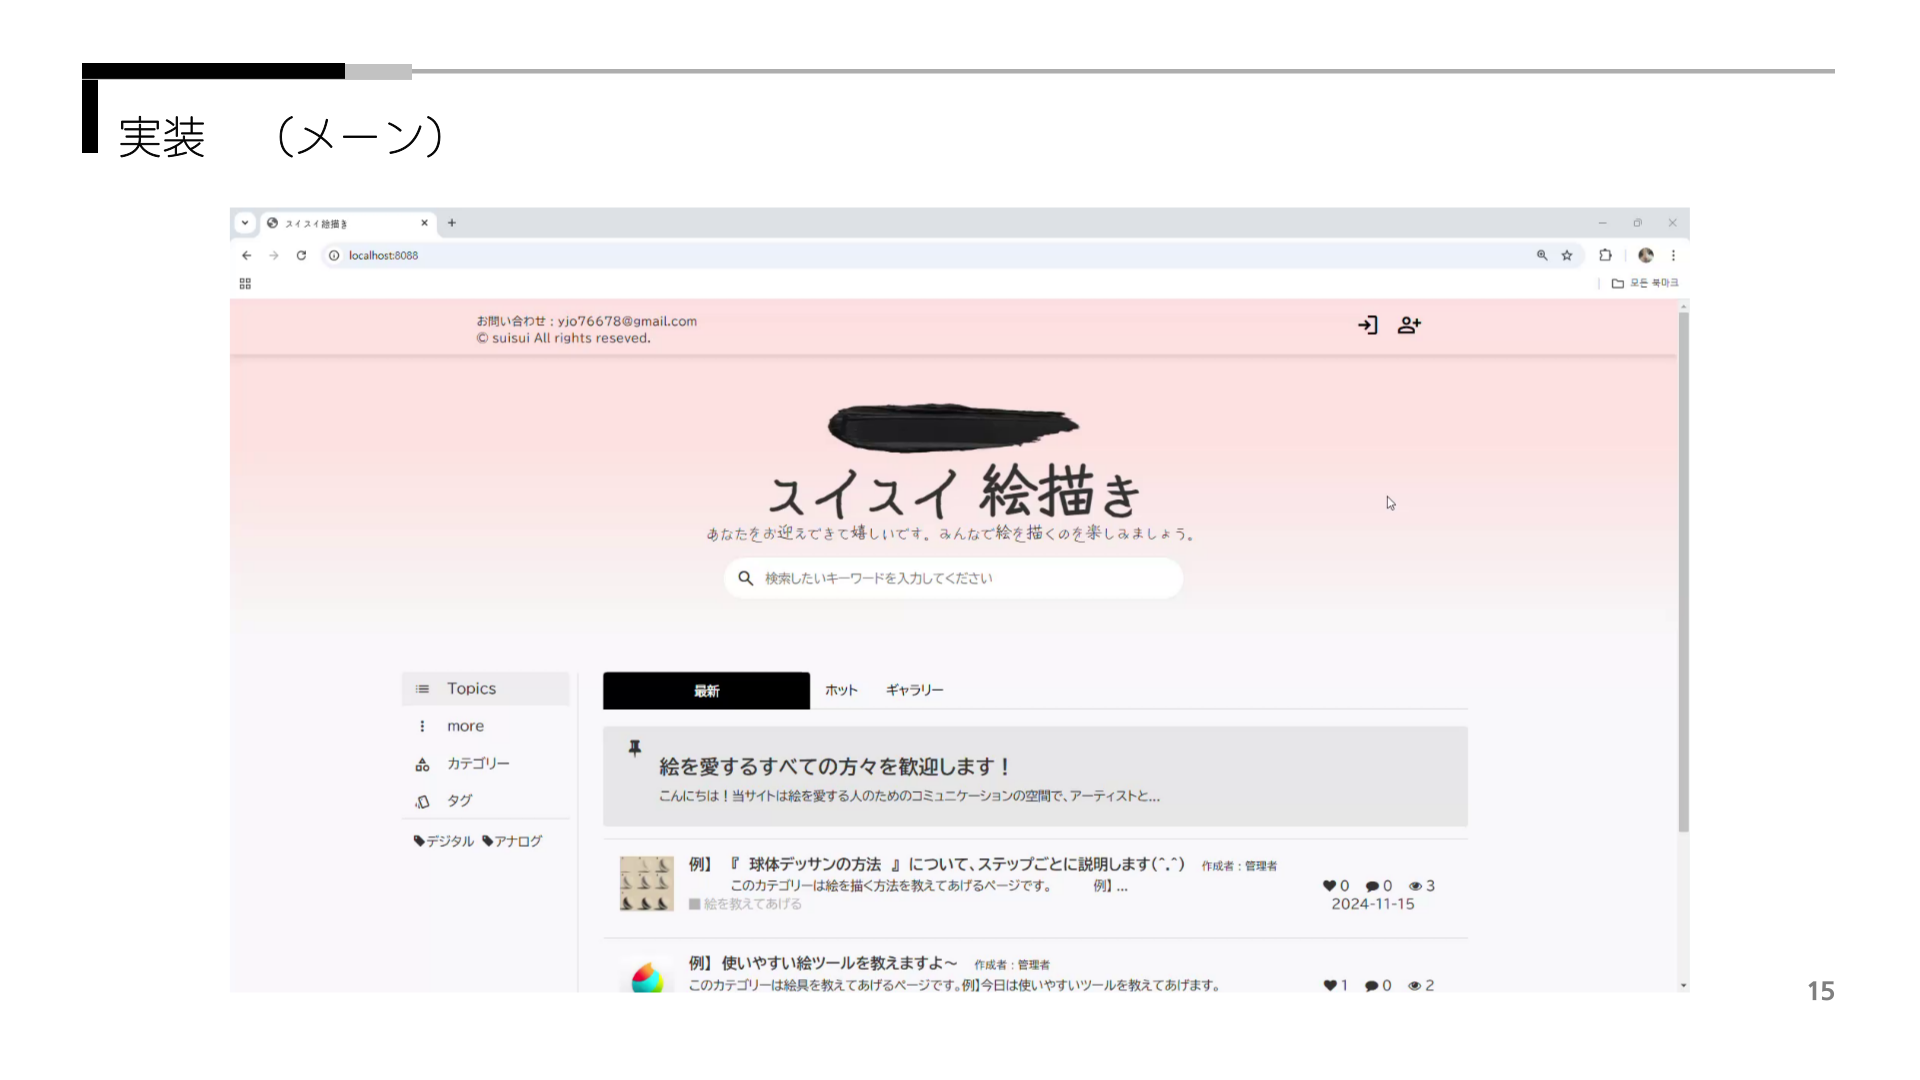 実装　（メーン）
スイスイ絵描き
localhost:8088
모든 북마크
お問い合わせ : yjo76678@gmail.com
© suisui All rights reseved.
スイスイ 絵描き
あなたをお迎えできて嬉しいです。みんなで絵を描くのを楽しみましょう。
検索したいキーワードを入力してください
Topics
more
カテゴリー
タグ
デジタル アナログ
最新 ホット ギャラリー
絵を愛するすべての方々を歓迎します！
こんにちは！当サイトは絵を愛する人のためのコミュニケーションの空間で、アーティストと...
例】 『 球体デッサンの方法 』について、ステップごとに説明します(^.^) 作成者 : 管理者
このカテゴリーは絵を描く方法を教えてあげるページです。 例】 ...
絵を教えてあげる
0 0 3
2024-11-15
例】使いやすい絵ツールを教えますよ～ 作成者 : 管理者
このカテゴリーは絵具を教えてあげるページです。例】今日は使いやすいツールを教えてあげます。
1 0 2
15